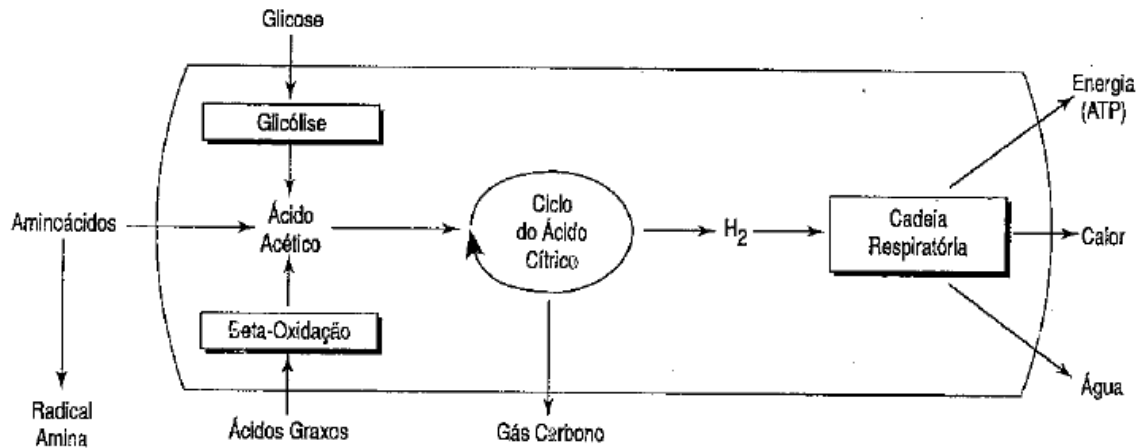 Glicose
Glicólise
Energia
(ATP)
Aminoácidos
Ácido
Acético
Ciclo
do Ácido
Cítrico
H2
Cadeia
Respiratória
Calor
Beta-Oxidação
Radical
Amina
Ácidos Graxos
Gás Carbono
Água